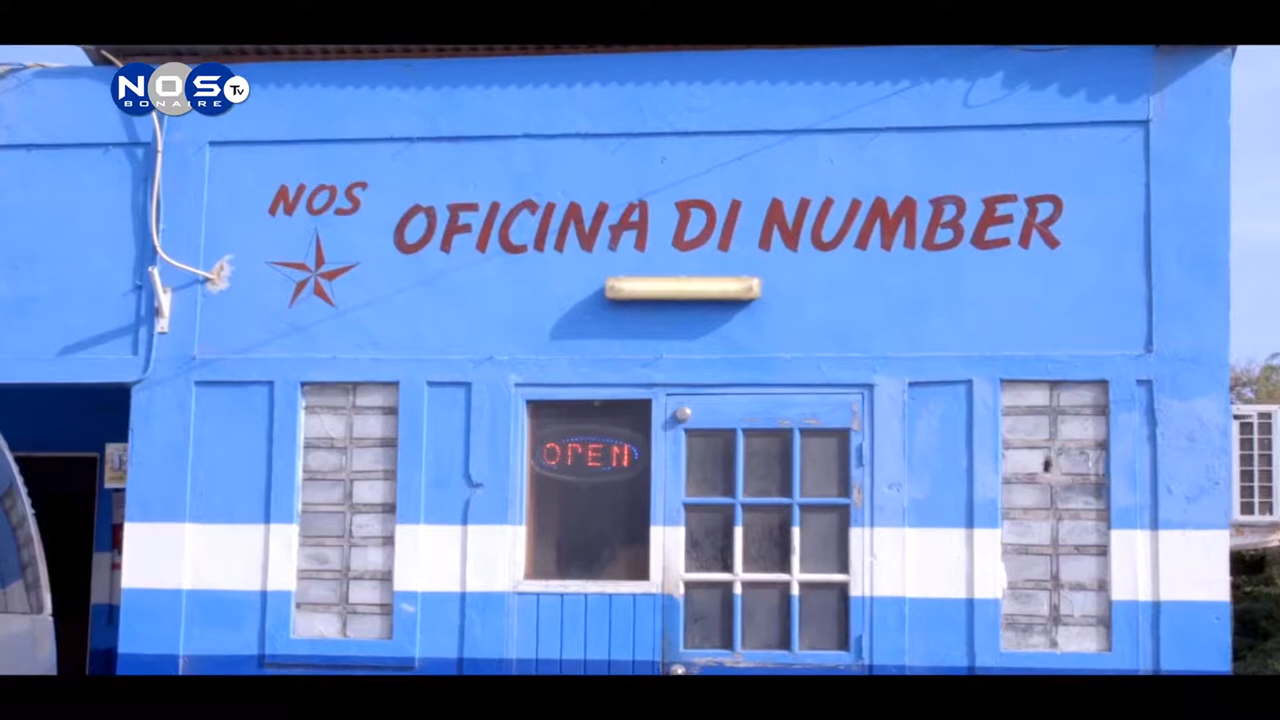 NOS Tv
BONAIRE
NOS
OFICINA DI NUMBER
OPEN